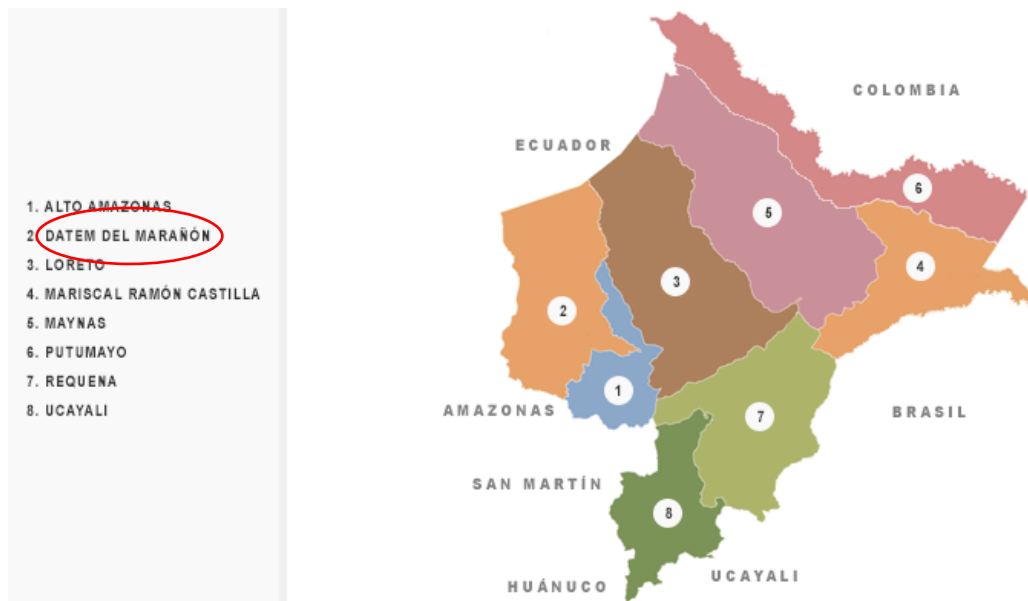 1. ALTO AMAZONAS
2 DATEM DEL MARAÑÓN
3. LORETO
4. MARISCAL RAMÓN CASTILLA
5. MAYNAS
6. PUTUMAYO
7. REQUENA
8. UCAYALI
COLOMBIA
ECUADOR
6
5
4
3
2
1
AMAZONAS
BRASIL
7
SAN MARTÍN
8
HUÁNUCO
UCAYALI